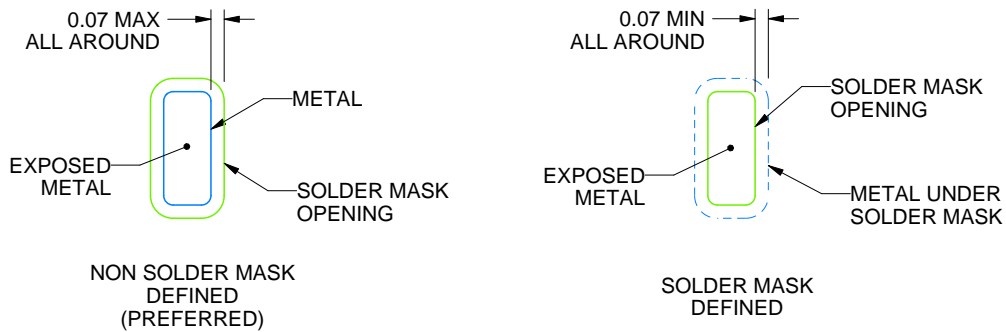 0.07 MAX
ALL AROUND
METAL
EXPOSED
METAL
SOLDER MASK
OPENING
NON SOLDER MASK
DEFINED
(PREFERRED)
0.07 MIN
ALL AROUND
SOLDER MASK
OPENING
EXPOSED
METAL
METAL UNDER
SOLDER MASK
SOLDER MASK
DEFINED